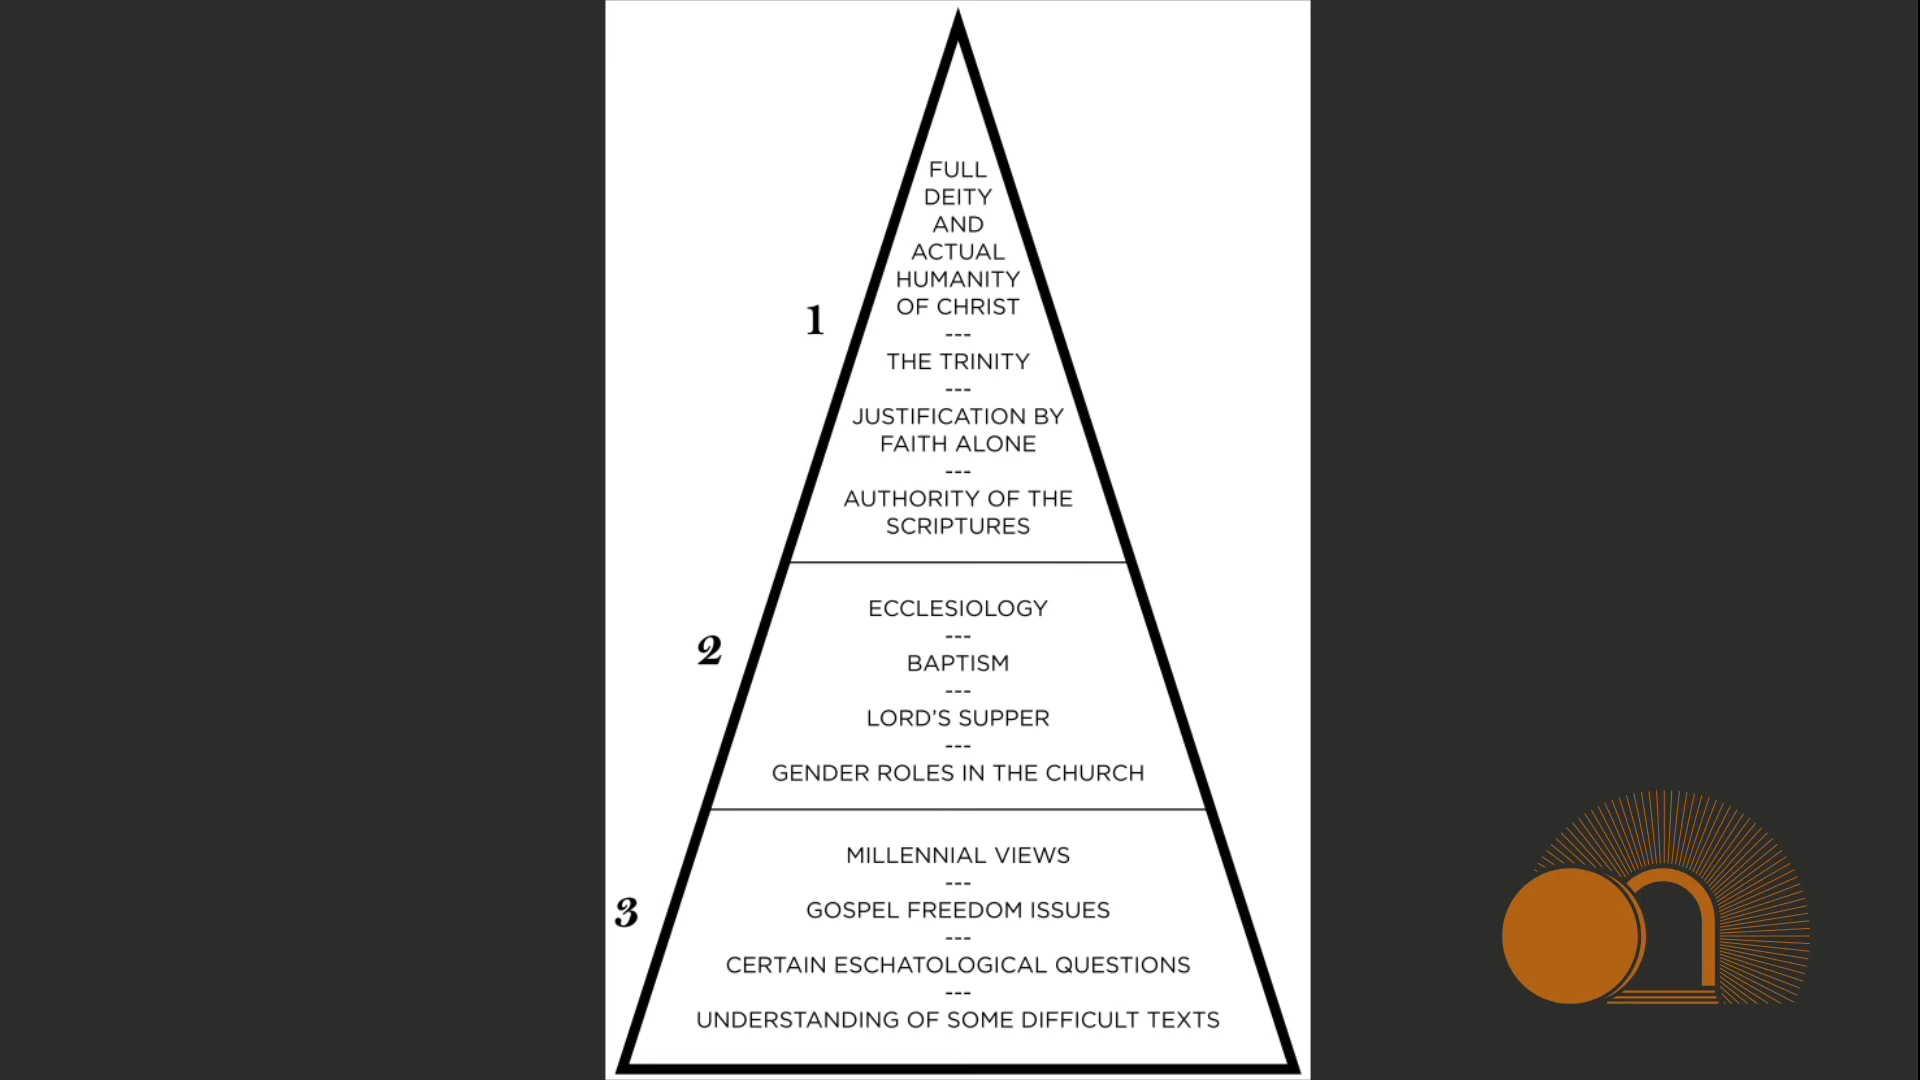 FULL
DEITY
AND
ACTUAL
HUMANITY
OF CHRIST
---
THE TRINITY
---
JUSTIFICATION BY
FAITH ALONE
---
AUTHORITY OF THE
SCRIPTURES
1
ECCLESIOLOGY
---
BAPTISM
---
LORD'S SUPPER
---
GENDER ROLES IN THE CHURCH
2
MILLENNIAL VIEWS
---
GOSPEL FREEDOM ISSUES
---
CERTAIN ESCHATOLOGICAL QUESTIONS
---
UNDERSTANDING OF SOME DIFFICULT TEXTS
3